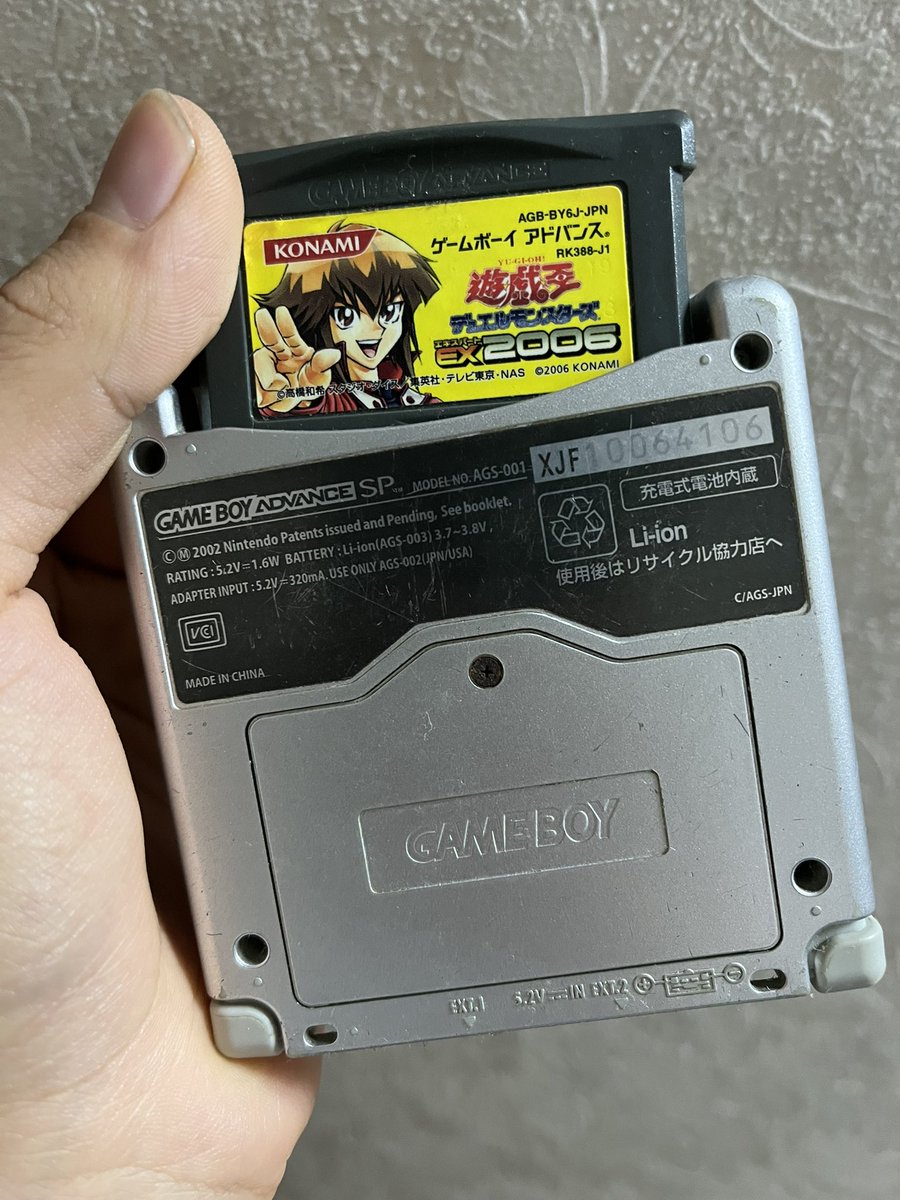 GAME BOY ADVANCE
KONAMI
AGB-BY6J-JPN
ゲームボーイ アドバンス®
RK388-J1
YU-GI-OH!
遊戯王
デュエルモンスターズ
エキスパート
EX2006
©高橋和希 スタジオ・ダイス/集英社・テレビ東京・NAS ©2006 KONAMI
GAME BOY ADVANCE SP™ MODEL NO. AGS-001
XJF10064106
ⒸⓂ 2002 Nintendo Patents issued and Pending, See booklet.
RATING : 5.2V⎓1.6W BATTERY : Li-ion(AGS-003) 3.7~3.8V,
ADAPTER INPUT : 5.2V⎓320mA. USE ONLY AGS-002(JPN/USA)
VCI
MADE IN CHINA
充電式電池内蔵
Li-ion
使用後はリサイクル協力店へ
C/AGS-JPN
GAME BOY
EXT.1 5.2V⎓IN EXT.2